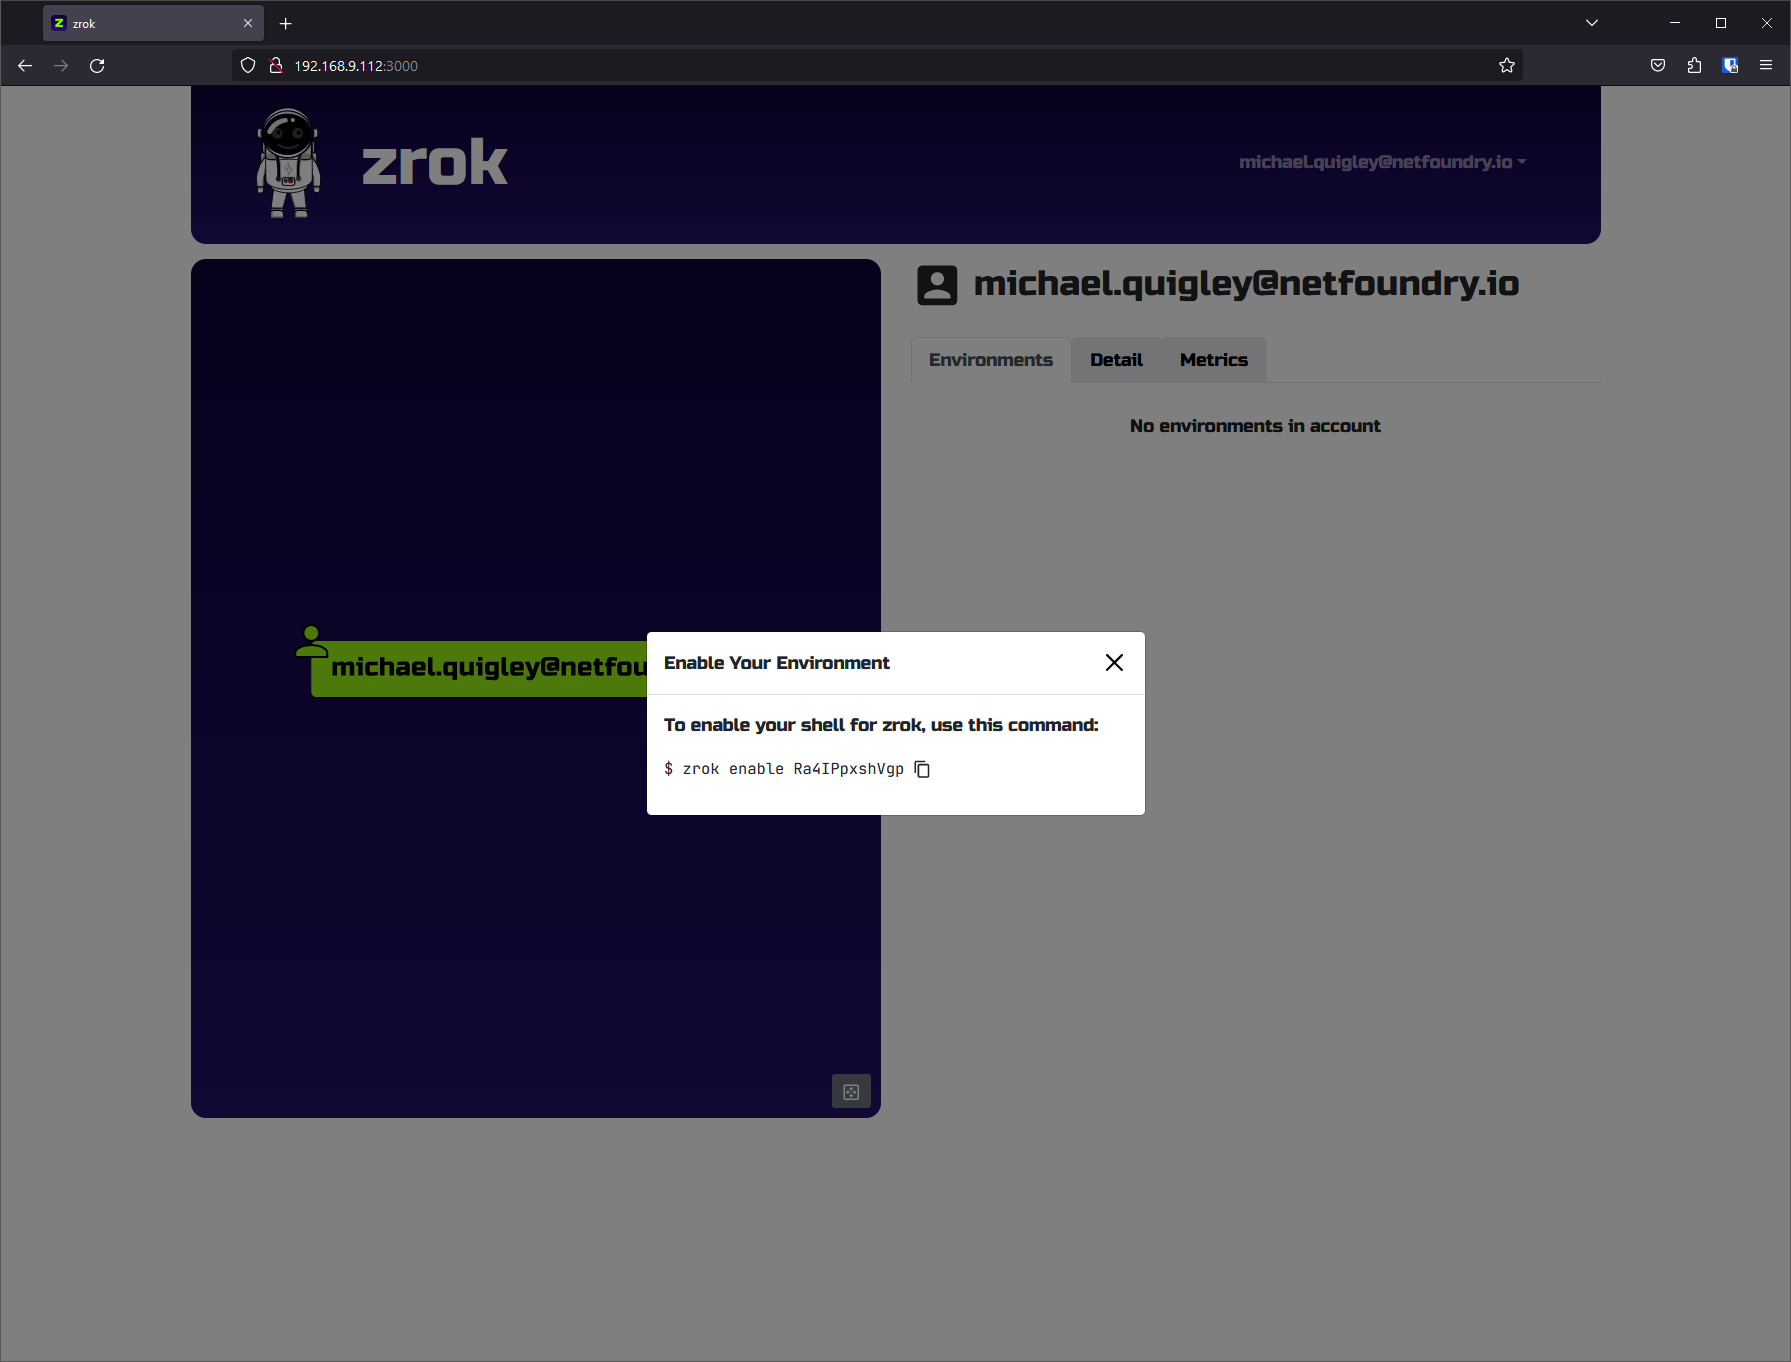 zrok
192.168.9.112:3000
zrok
michael.quigley@netfoundry.io
michael.quigley@netfoundry.io
Environments Detail Metrics
No environments in account
michael.quigley@netfou
Enable Your Environment
To enable your shell for zrok, use this command:
$ zrok enable Ra4IPpxshVgp